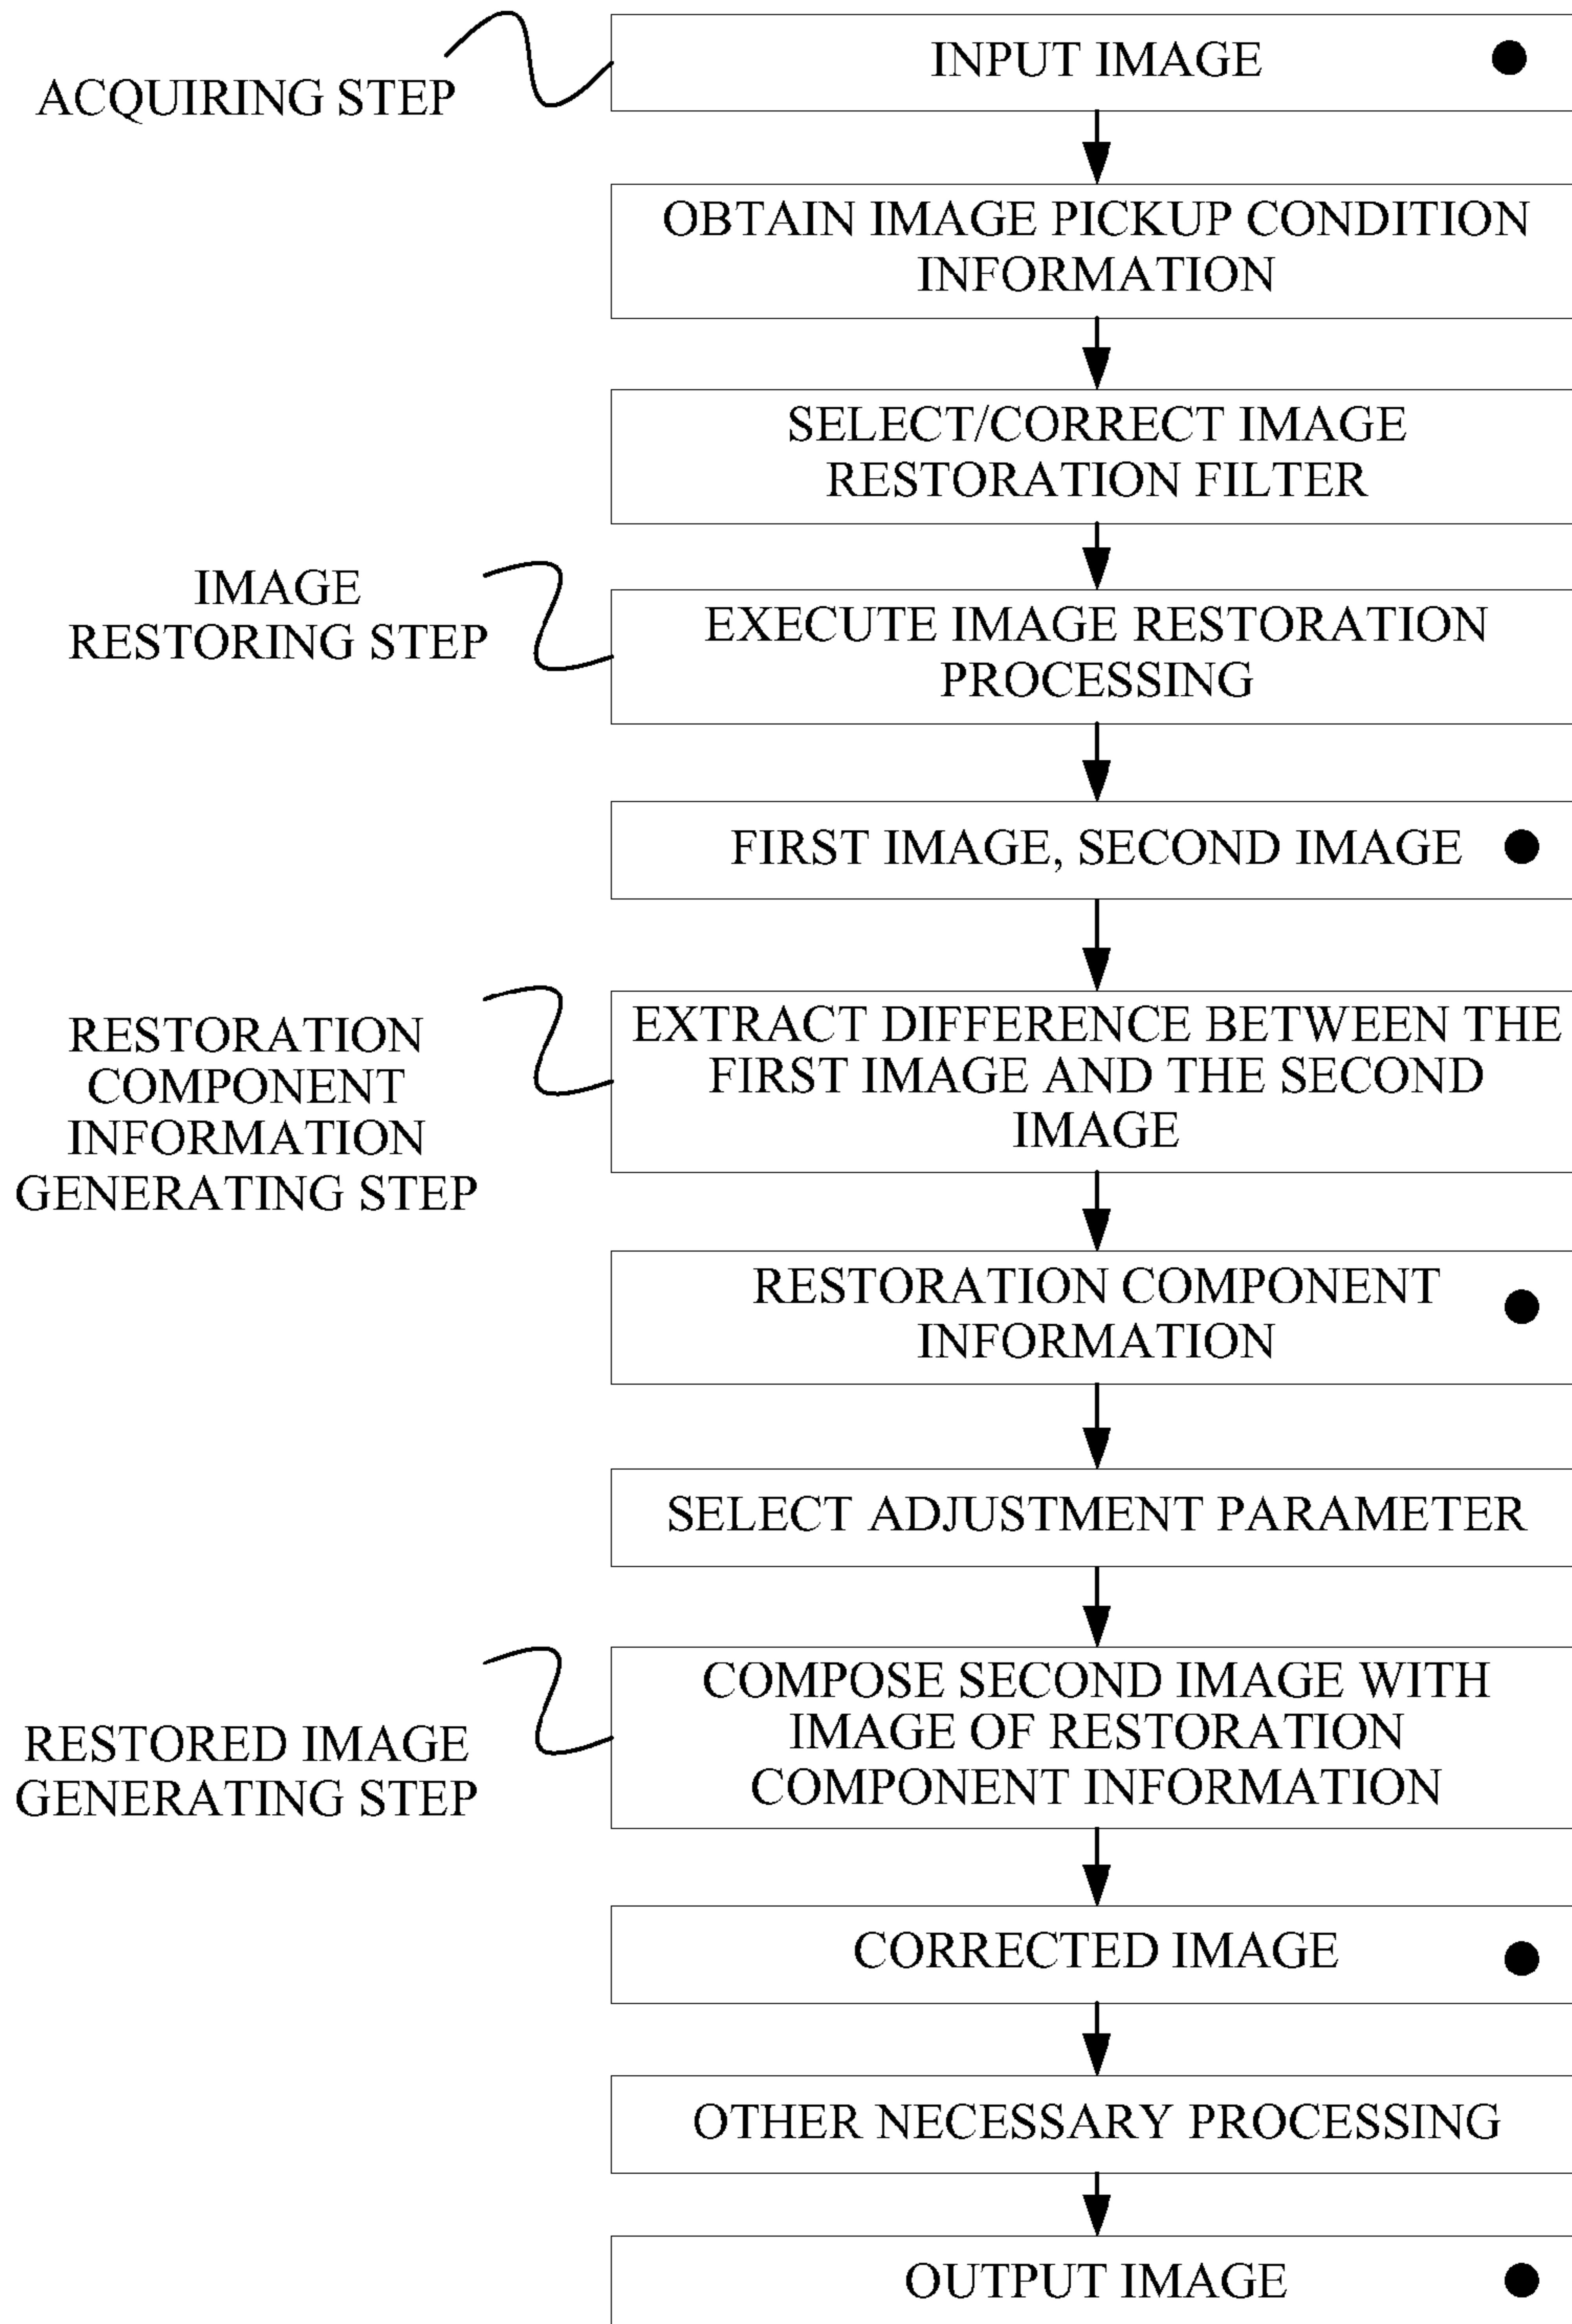 INPUT IMAGE
ACQUIRING STEP
OBTAIN IMAGE PICKUP CONDITION
INFORMATION
SELECT/CORRECT IMAGE
RESTORATION FILTER
IMAGE
RESTORING STEP
EXECUTE IMAGE RESTORATION
PROCESSING
FIRST IMAGE, SECOND IMAGE
RESTORATION
COMPONENT
INFORMATION
GENERATING STEP
EXTRACT DIFFERENCE BETWEEN THE
FIRST IMAGE AND THE SECOND
IMAGE
RESTORATION COMPONENT
INFORMATION
SELECT ADJUSTMENT PARAMETER
RESTORED IMAGE
GENERATING STEP
COMPOSE SECOND IMAGE WITH
IMAGE OF RESTORATION
COMPONENT INFORMATION
CORRECTED IMAGE
OTHER NECESSARY PROCESSING
OUTPUT IMAGE